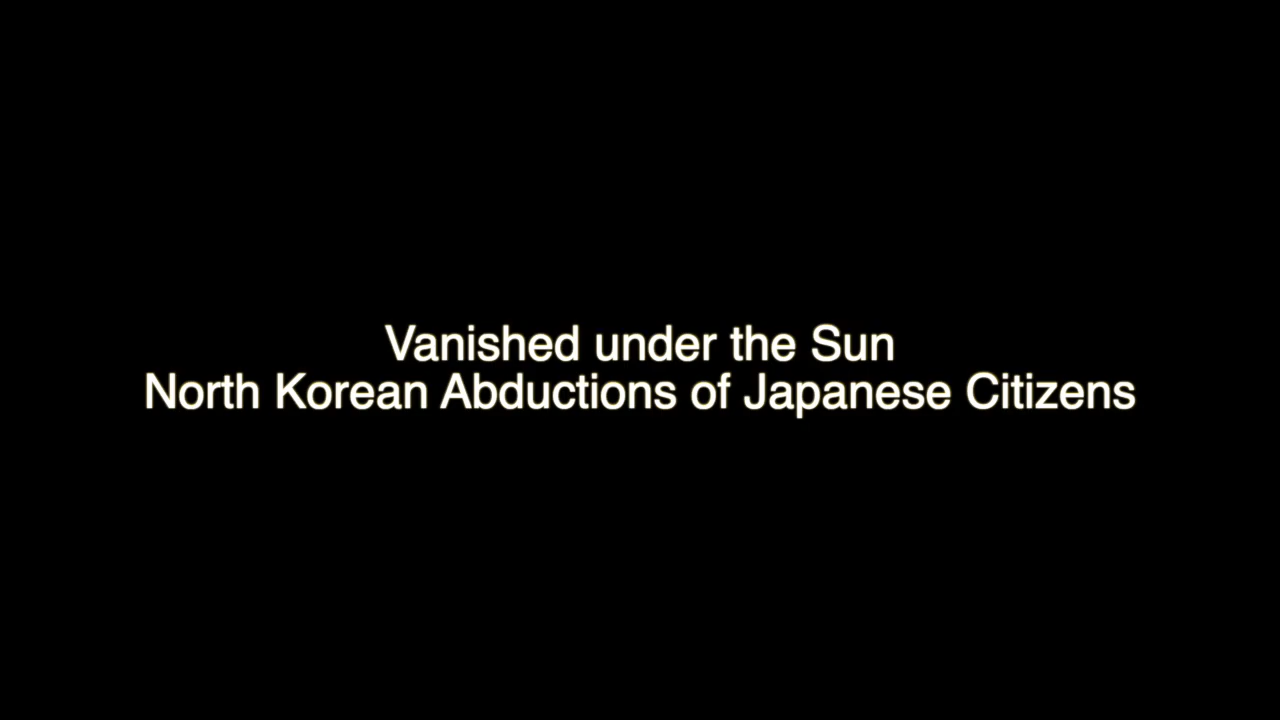 Vanished under the Sun
North Korean Abductions of Japanese Citizens